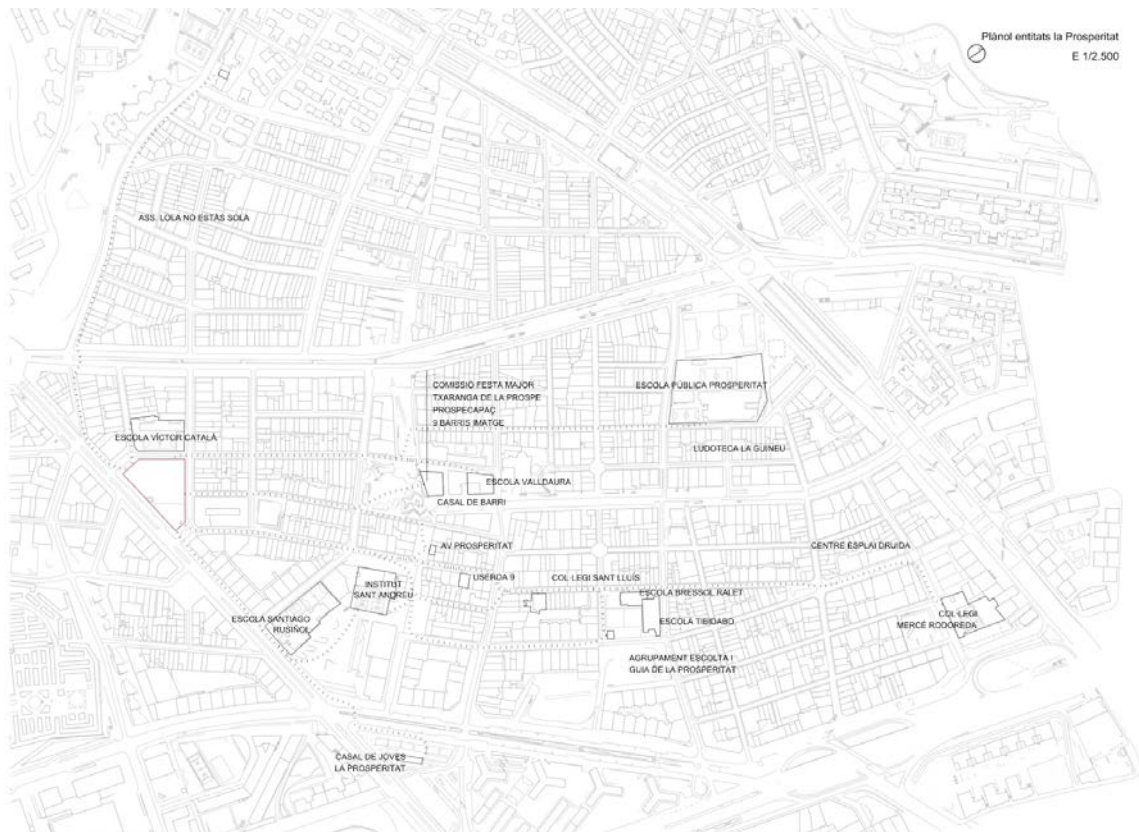 Plànol entitats la Prosperitat
E 1/2.500
ASS. LOLA NO ESTÀS SOLA
COMISSIÓ FESTA MAJOR
TXARANGA DE LA PROSPE
PROSPECAPAÇ
9 BARRIS IMATGE
ESCOLA PÚBLICA PROSPERITAT
ESCOLA VÍCTOR CATALÀ
LUDOTECA LA GUINEU
ESCOLA VALLDAURA
CASAL DE BARRI
AV PROSPERITAT
CENTRE ESPLAI DRUIDA
USERDA 9
COL·LEGI SANT LLUÍS
INSTITUT
SANT ANDREU
ESCOLA BRESSOL RALET
ESCOLA SANTIAGO
RUSIÑOL
ESCOLA TIBIDABO
COL·LEGI
MERCÈ RODOREDA
AGRUPAMENT ESCOLTA I
GUIA DE LA PROSPERITAT
CASAL DE JOVES
LA PROSPERITAT